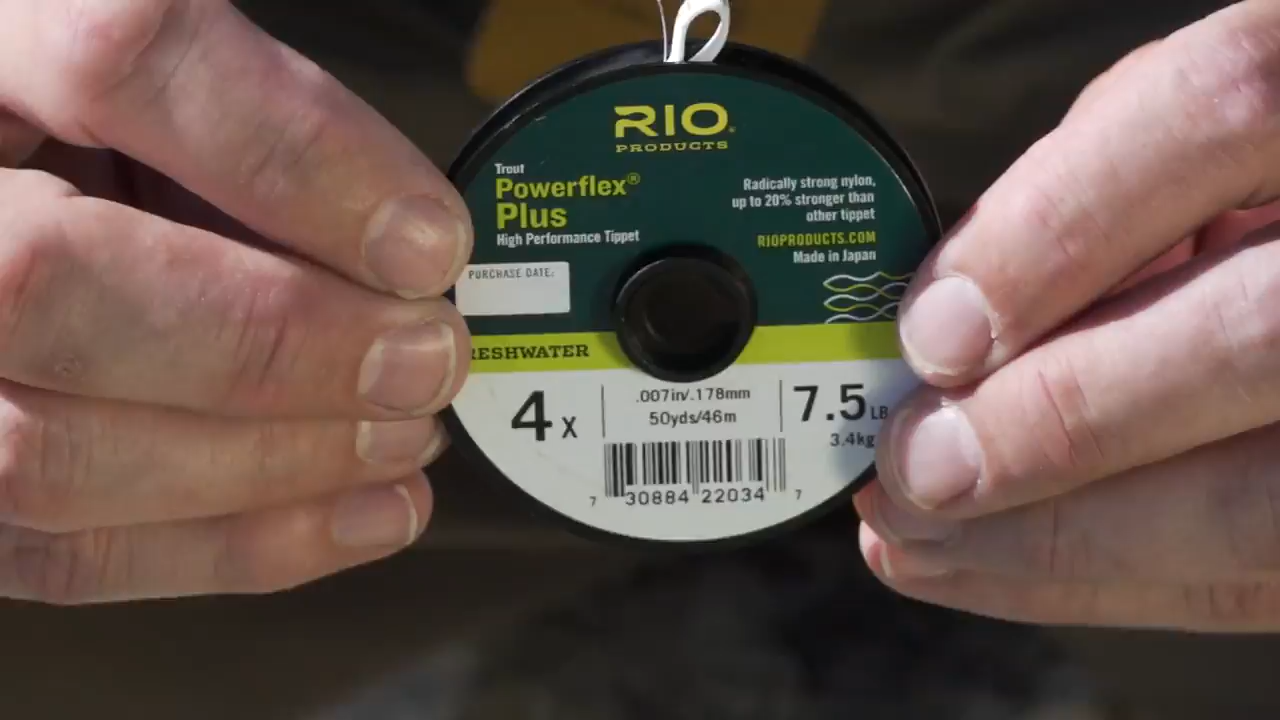 RIO
PRODUCTS
Trout
Powerflex®
Plus
High Performance Tippet
Radically strong nylon,
up to 20% stronger than
other tippet
RIOPRODUCTS.COM
Made in Japan
PURCHASE DATE:
RESHWATER
4x
.007in/.178mm
50yds/46m
7.5 LB
3.4kg
7 30884 22034 7